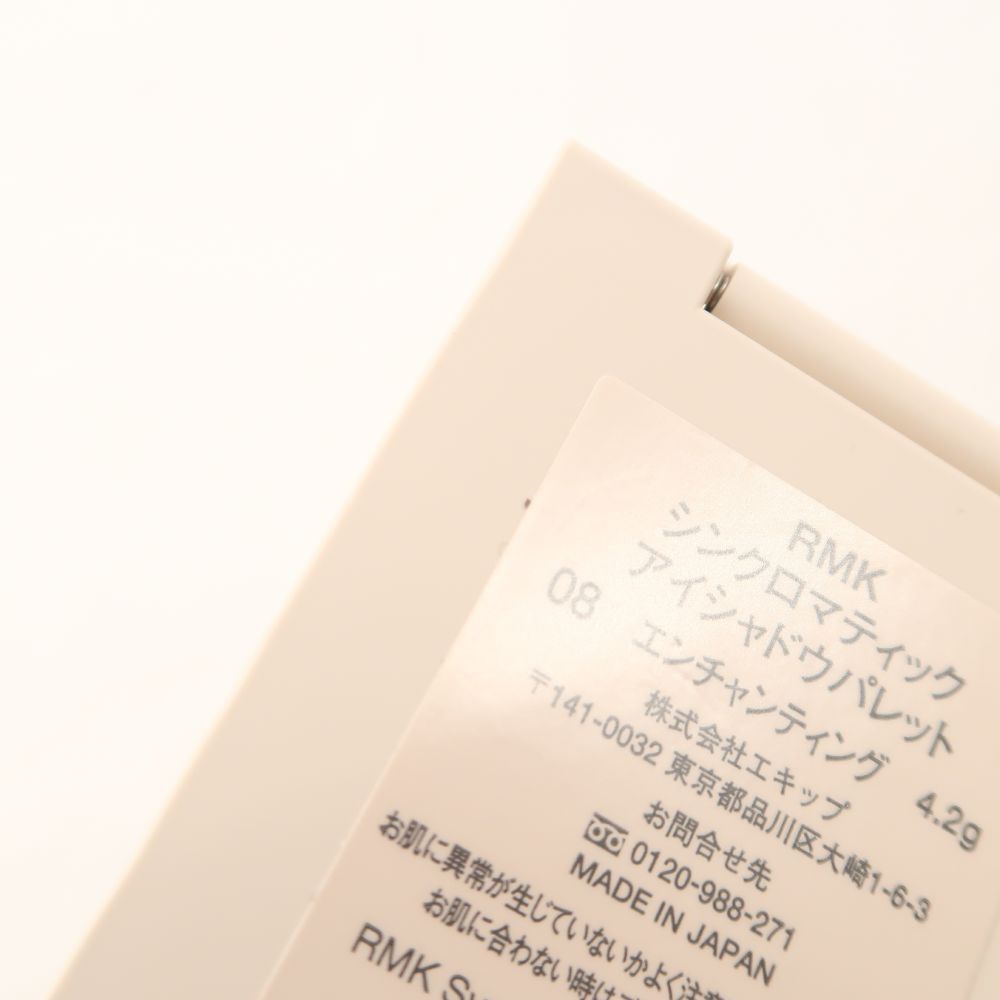 RMK
シンクロマティック
アイシャドウパレット
08 エンチャンティング 4.2g
株式会社エキップ
〒141-0032 東京都品川区大崎1-6-3
お問合せ先
0120-988-271
MADE IN JAPAN
お肌に異常が生じていないかよく注意
お肌に合わない時は
RMK